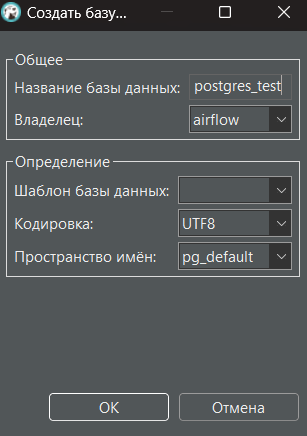 Создать базу...
Общее
Название базы данных: postgres_test
Владелец: airflow
Определение
Шаблон базы данных:
Кодировка: UTF8
Пространство имён: pg_default
ОК Отмена